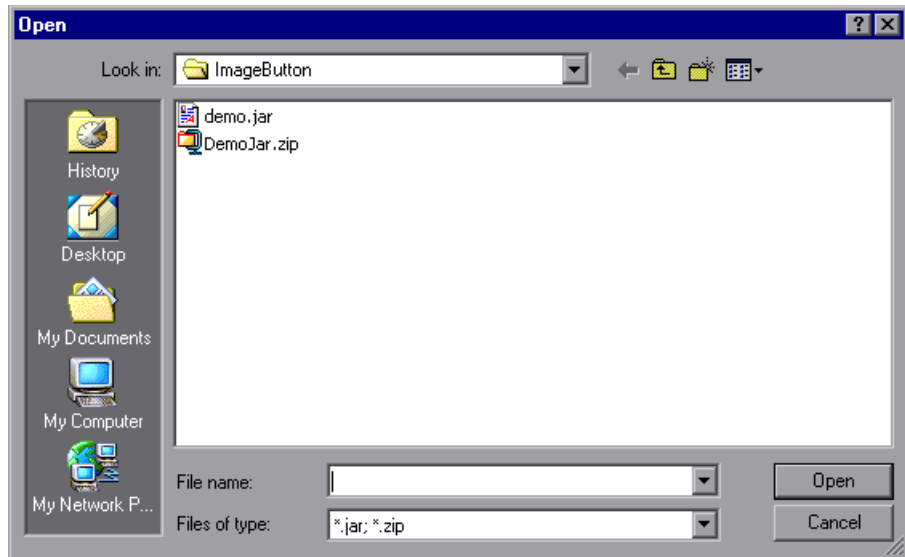 Open
Look in: ImageButton
demo.jar
DemoJar.zip
History
Desktop
My Documents
My Computer
My Network P...
File name:
Open
Files of type: *.jar; *.zip
Cancel